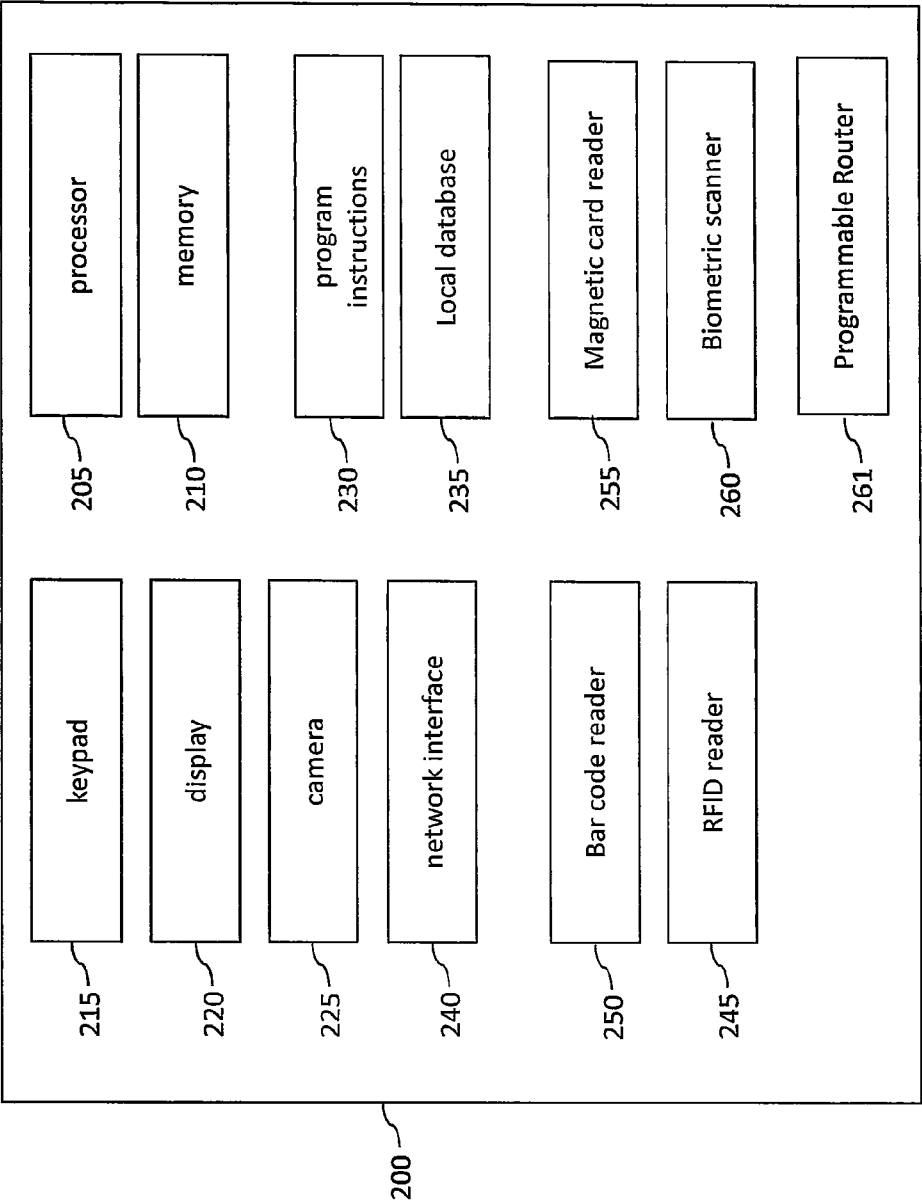 200
215
keypad
220
display
225
camera
240
network interface
250
Bar code reader
245
RFID reader
205
processor
210
memory
230
program
instructions
235
Local database
255
Magnetic card reader
260
Biometric scanner
261
Programmable Router